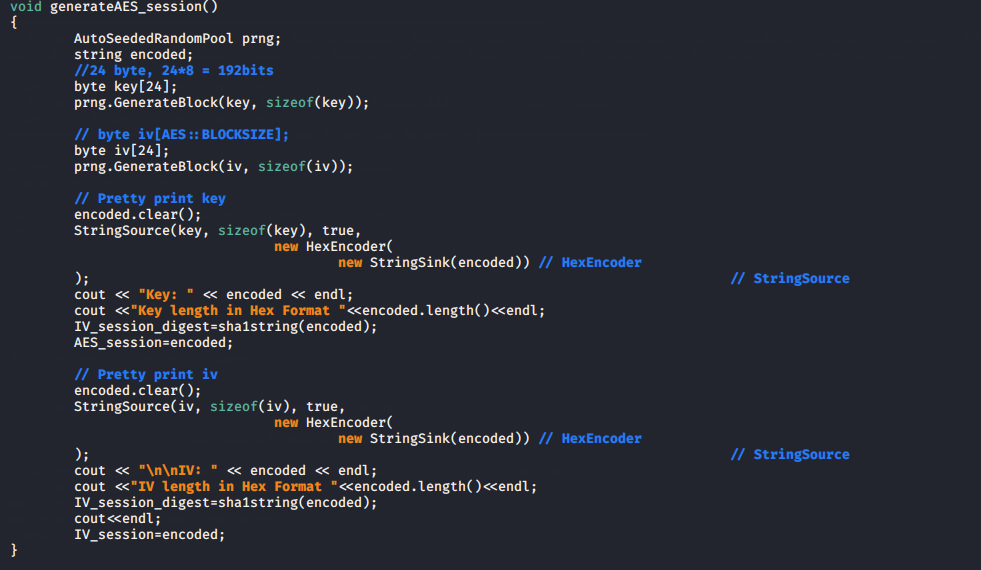 void generateAES_session()
{
AutoSeededRandomPool prng;
string encoded;
//24 byte, 24*8 = 192bits
byte key[24];
prng.GenerateBlock(key, sizeof(key));
// byte iv[AES::BLOCKSIZE];
byte iv[24];
prng.GenerateBlock(iv, sizeof(iv));
// Pretty print key
encoded.clear();
StringSource(key, sizeof(key), true,
new HexEncoder(
new StringSink(encoded)) // HexEncoder
); // StringSource
cout << "Key: " << encoded << endl;
cout <<"Key length in Hex Format "<<encoded.length()<<endl;
IV_session_digest=sha1string(encoded);
AES_session=encoded;
// Pretty print iv
encoded.clear();
StringSource(iv, sizeof(iv), true,
new HexEncoder(
new StringSink(encoded)) // HexEncoder
); // StringSource
cout << "\n\nIV: " << encoded << endl;
cout <<"IV length in Hex Format "<<encoded.length()<<endl;
IV_session_digest=sha1string(encoded);
cout<<endl;
IV_session=encoded;
}